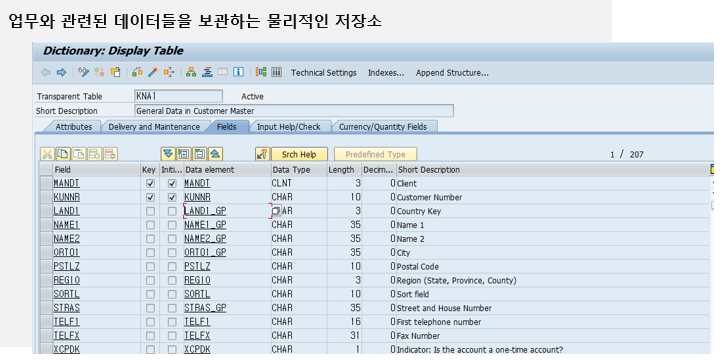 업무와 관련된 데이터들을 보관하는 물리적인 저장소
Dictionary: Display Table
Technical Settings Indexes... Append Structure...
Transparent Table KNA1 Active
Short Description General Data in Customer Master
Attributes Delivery and Maintenance Fields Input Help/Check Currency/Quantity Fields
Srch Help Predefined Type 1 / 207
Field Key Initi... Data element Data Type Length Decim... Short Description
MANDT MANDT CLNT 3 0 Client
KUNNR KUNNR CHAR 10 0 Customer Number
LAND1 LAND1_GP AR 3 0 Country Key
NAME1 NAME1_GP CHAR 35 0 Name 1
NAME2 NAME2_GP CHAR 35 0 Name 2
ORT01 ORT01_GP CHAR 35 0 City
PSTLZ PSTLZ CHAR 10 0 Postal Code
REGIO REGIO CHAR 3 0 Region (State, Province, County)
SORTL SORTL CHAR 10 0 Sort field
STRAS STRAS_GP CHAR 35 0 Street and House Number
TELF1 TELF1 CHAR 16 0 First telephone number
TELFX TELFX CHAR 31 0 Fax Number
XCPDK XCPDK CHAR 1 0 Indicator: Is the account a one-time account?